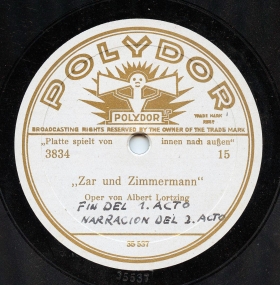 POLYDOR
POLYDOR
TRADE MARK
BROADCASTING RIGHTS RESERVED BY THE OWNER OF THE TRADE MARK
„Platte spielt von innen nach außen"
3834 15
„Zar und Zimmermann"
Oper von Albert Lortzing
FIN DEL 1. ACTO
NARRACION DEL 3. ACTO
35 537
35537